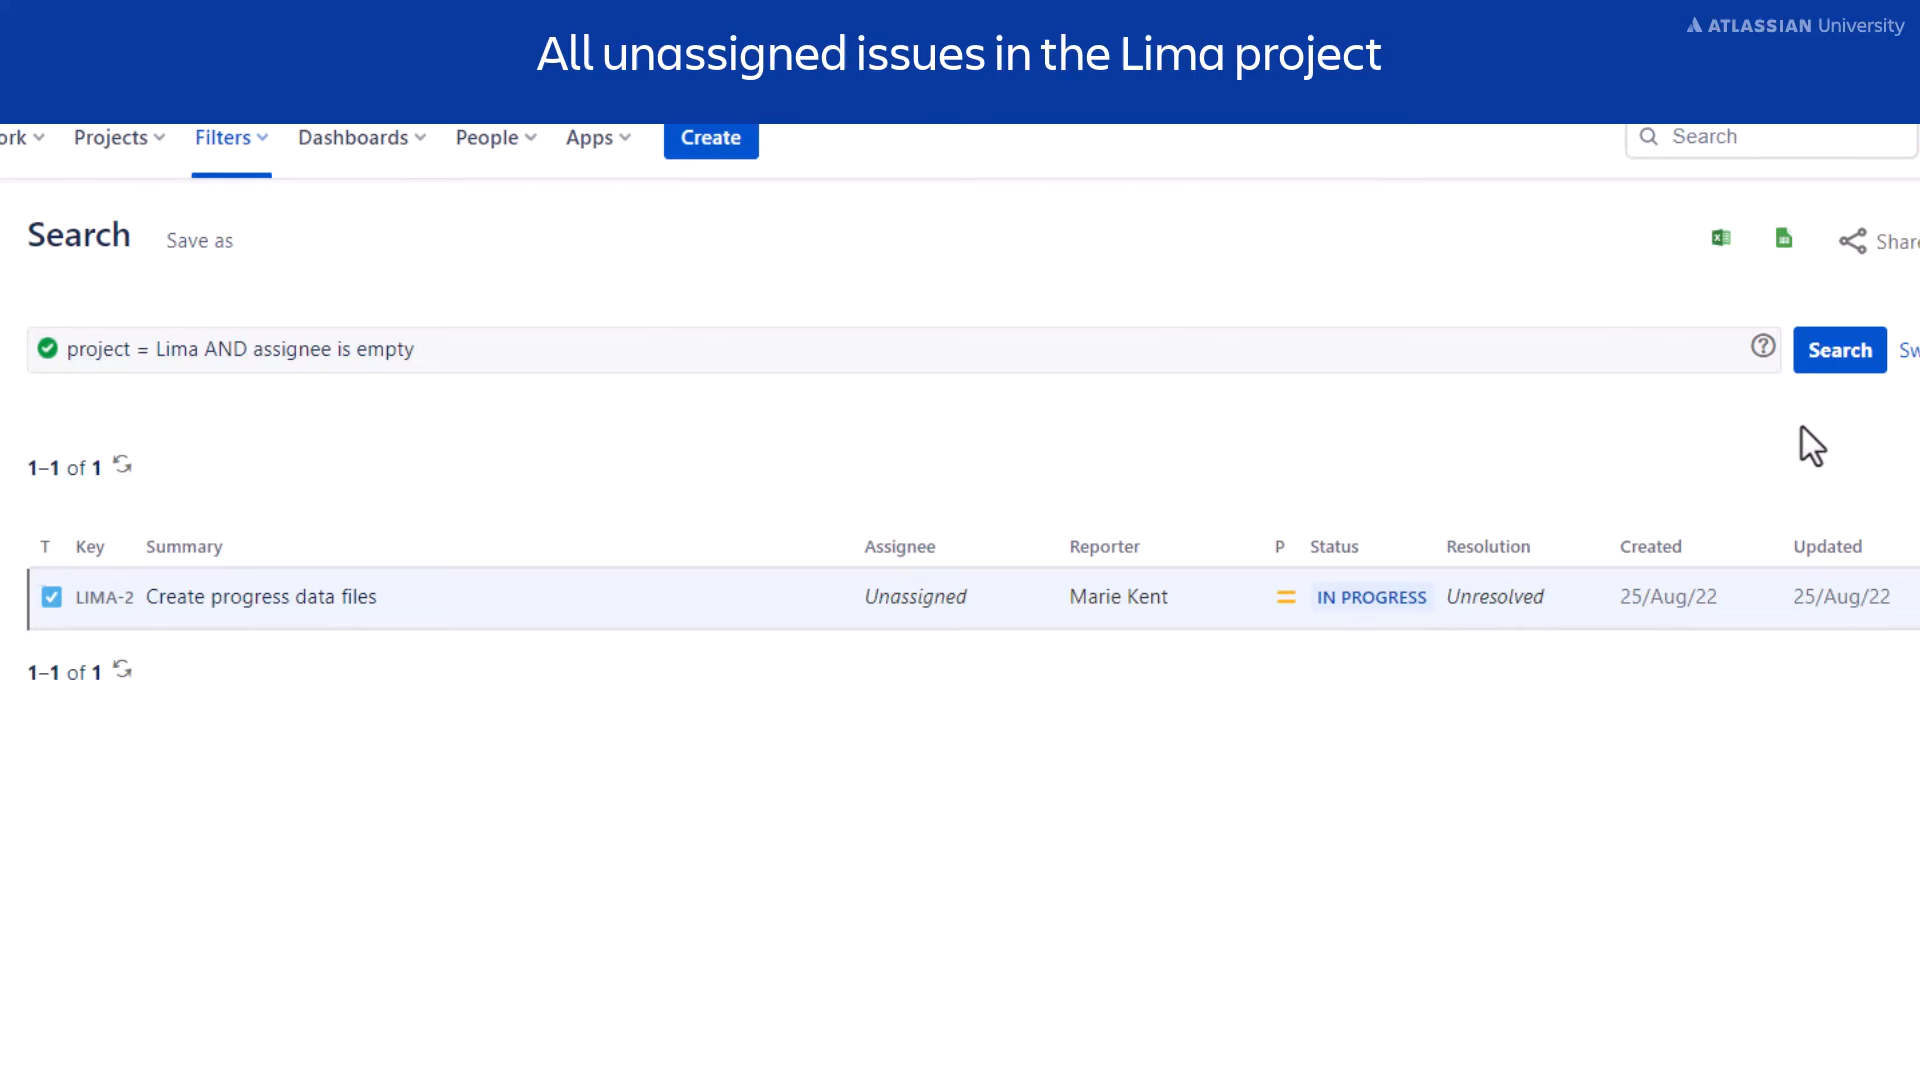 All unassigned issues in the Lima project
ATLASSIAN University
ork Projects Filters Dashboards People Apps Create Search
Search Save as Share
project = Lima AND assignee is empty Search Sw
1–1 of 1
T Key Summary Assignee Reporter P Status Resolution Created Updated
LIMA-2 Create progress data files Unassigned Marie Kent IN PROGRESS Unresolved 25/Aug/22 25/Aug/22
1–1 of 1